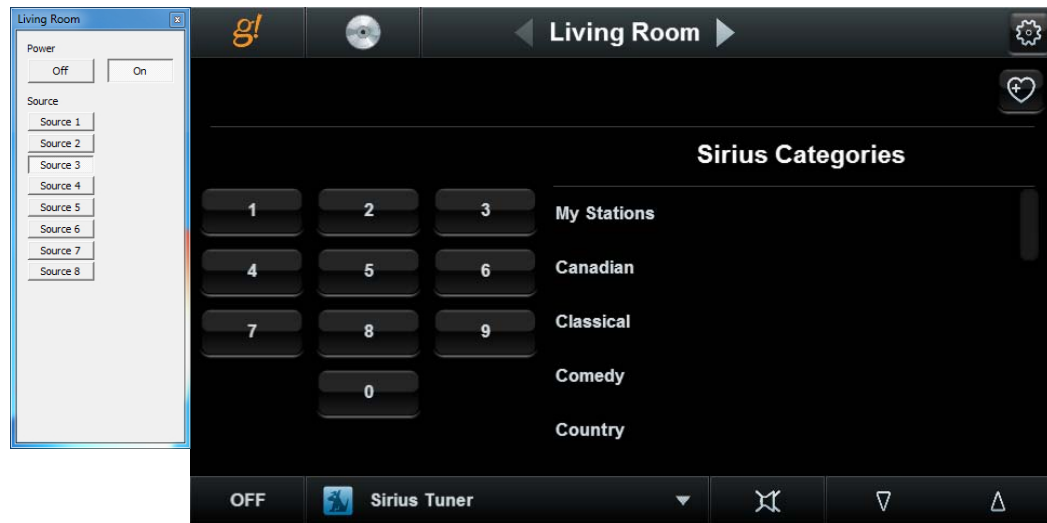 Living Room
x
Power
Off
On
Source
Source 1
Source 2
Source 3
Source 4
Source 5
Source 6
Source 7
Source 8
g!
Living Room
Sirius Categories
1 2 3
4 5 6
7 8 9
0
My Stations
Canadian
Classical
Comedy
Country
OFF
Sirius Tuner